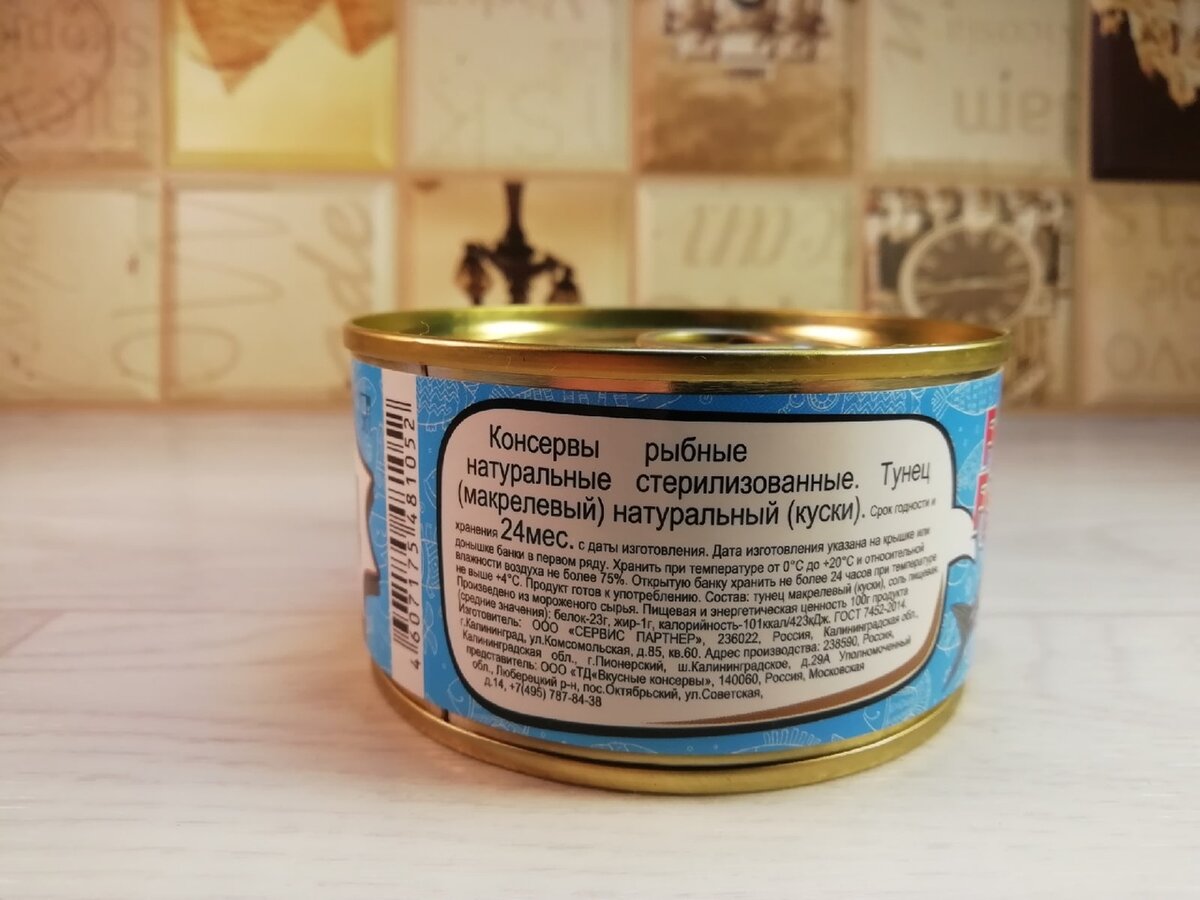 Консервы рыбные
натуральные стерилизованные. Тунец
(макрелевый) натуральный (куски). Срок годности и
хранения 24мес. с даты изготовления. Дата изготовления указана на крышке или
донышке банки в первом ряду. Хранить при температуре от 0°С до +20°С и относительной
влажности воздуха не более 75%. Открытую банку хранить не более 24 часов при температуре
не выше +4°С. Продукт готов к употреблению. Состав: тунец макрелевый (куски), соль пищевая.
Произведено из мороженого сырья. Пищевая и энергетическая ценность 100г продукта
(средние значения): белок-23г, жир-1г, калорийность-101ккал/423кДж. ГОСТ 7452-2014.
Изготовитель: ООО «СЕРВИС ПАРТНЕР», 236022, Россия, Калининградская обл.,
г.Калининград, ул.Комсомольская, д.85, кв.60. Адрес производства: 238590, Россия,
Калининградская обл., г.Пионерский, ш.Калининградское, д.29А Уполномоченный
представитель: ООО «ТД«Вкусные консервы», 140060, Россия, Московская
обл., Люберецкий р-н, пос.Октябрьский, ул.Советская,
д.14, +7(495) 787-84-38
4 607175 481052